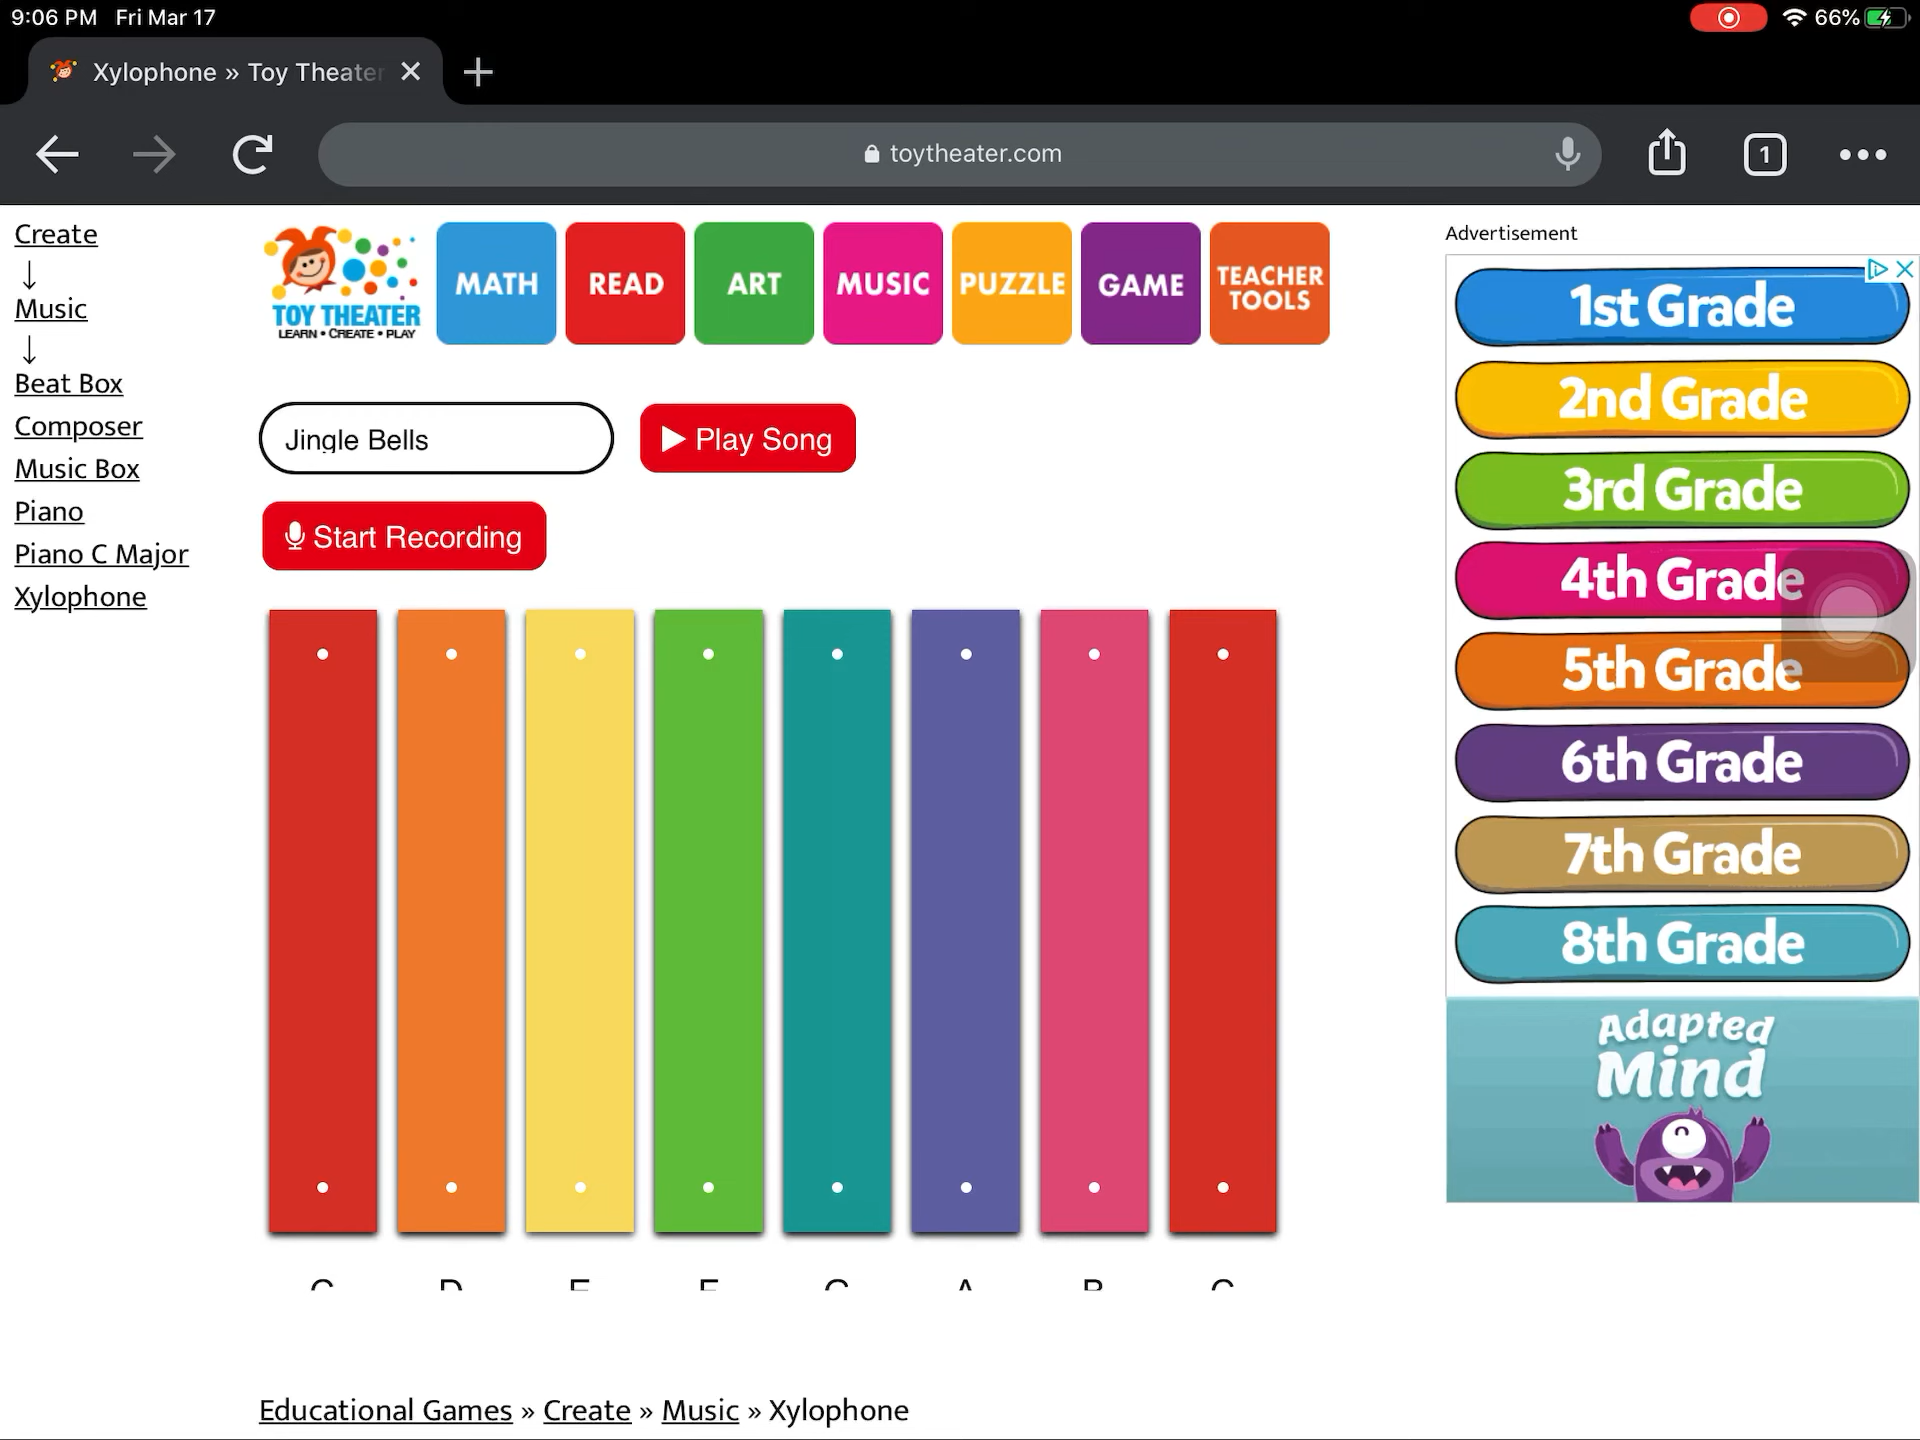 9:06 PM Fri Mar 17
66%
Xylophone » Toy Theater
toytheater.com
1
Create
↓
Music
↓
Beat Box
Composer
Music Box
Piano
Piano C Major
Xylophone
TOY THEATER
LEARN • CREATE • PLAY
MATH
READ
ART
MUSIC
PUZZLE
GAME
TEACHER
TOOLS
Jingle Bells
Play Song
Start Recording
C D E F G A B C
Educational Games » Create » Music » Xylophone
Advertisement
1st Grade
2nd Grade
3rd Grade
4th Grade
5th Grade
6th Grade
7th Grade
8th Grade
Adapted
Mind